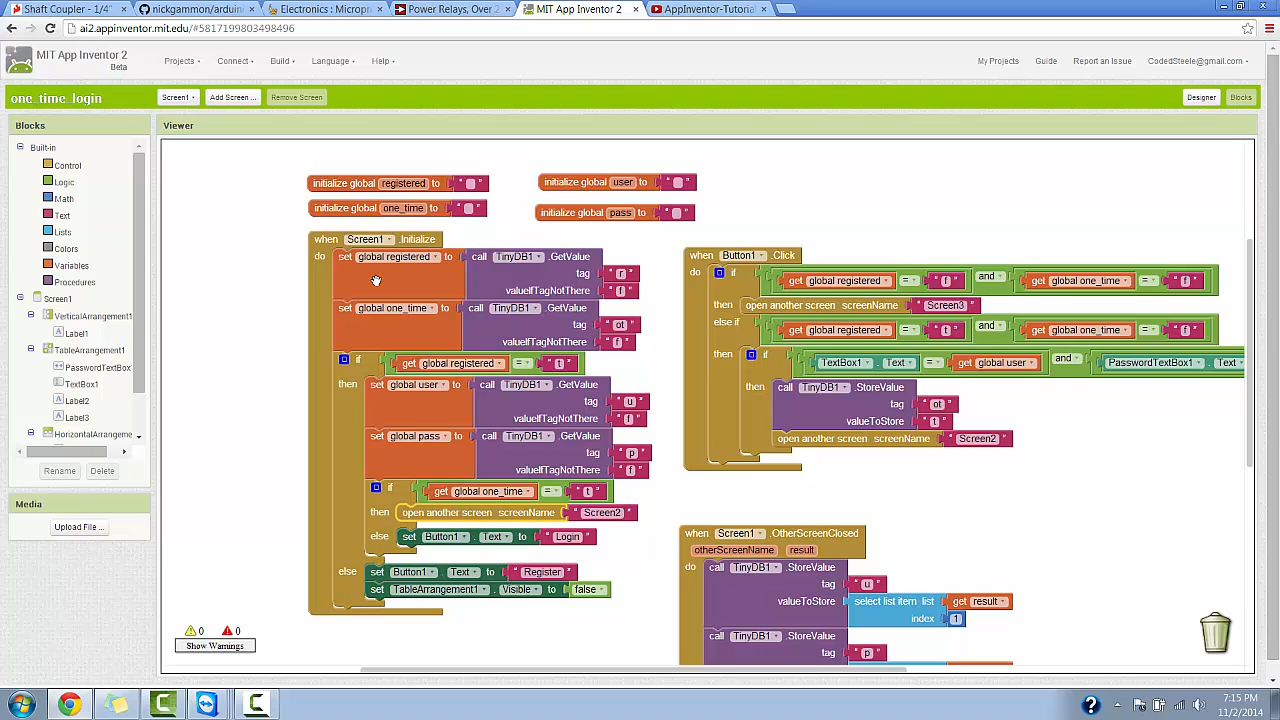 Shaft Coupler - 1/4"
nickgammon/arduino
Electronics : Micropr
Power Relays, Over 2
MIT App Inventor 2
AppInventor-Tutorial
ai2.appinventor.mit.edu/#5817199803498496
MIT App Inventor 2
Beta
Projects
Connect
Build
Language
Help
My Projects
Guide
Report an Issue
CodedSteele@gmail.com
one_time_login
Screen1
Add Screen ...
Remove Screen
Designer
Blocks
Blocks
Viewer
Built-in
Control
Logic
Math
Text
Lists
Colors
Variables
Procedures
Screen1
VerticalArrangement1
Label1
TableArrangement1
PasswordTextBox
TextBox1
Label2
Label3
HorizontalArrangeme
Rename
Delete
Media
Upload File ...
initialize global registered to " "
initialize global user to " "
initialize global one_time to " "
initialize global pass to " "
when Screen1 .Initialize
do set global registered to call TinyDB1 .GetValue
tag " r "
valueIfTagNotThere " f "
set global one_time to call TinyDB1 .GetValue
tag " ot "
valueIfTagNotThere " f "
if get global registered = " t "
then set global user to call TinyDB1 .GetValue
tag " u "
valueIfTagNotThere " f "
set global pass to call TinyDB1 .GetValue
tag " p "
valueIfTagNotThere " f "
if get global one_time = " t "
then open another screen screenName " Screen2 "
else set Button1 . Text to " Login "
else set Button1 . Text to " Register "
set TableArrangement1 . Visible to false
when Button1 .Click
do if get global registered = " f " and get global one_time = " f "
then open another screen screenName " Screen3 "
else if get global registered = " t " and get global one_time = " f "
then if TextBox1 . Text = get global user and PasswordTextBox1 . Text
then call TinyDB1 .StoreValue
tag " ot "
valueToStore " t "
open another screen screenName " Screen2 "
when Screen1 .OtherScreenClosed
otherScreenName result
do call TinyDB1 .StoreValue
tag " u "
valueToStore select list item list get result
index 1
call TinyDB1 .StoreValue
tag " p "
0 0
Show Warnings
7:15 PM
11/2/2014